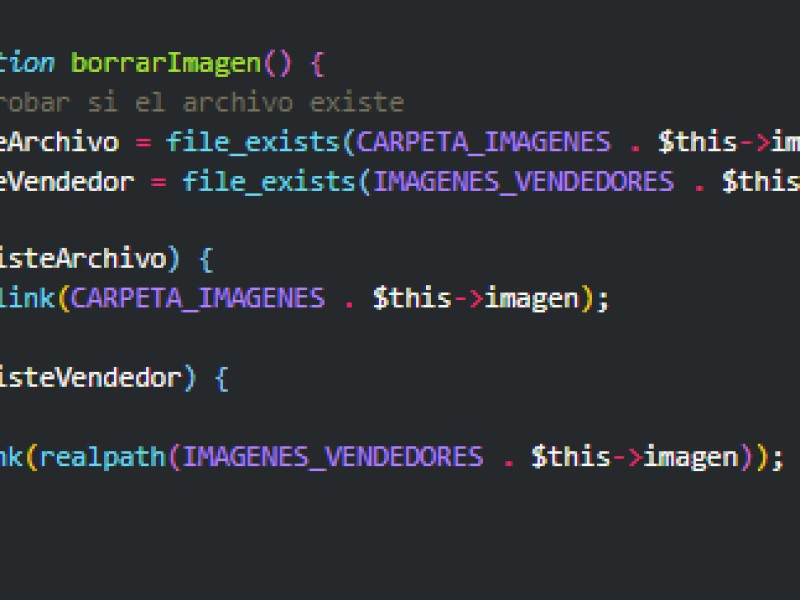 tion borrarImagen() {
robar si el archivo existe
eArchivo = file_exists(CARPETA_IMAGENES . $this->im
eVendedor = file_exists(IMAGENES_VENDEDORES . $this
isteArchivo) {
link(CARPETA_IMAGENES . $this->imagen);
isteVendedor) {
nk(realpath(IMAGENES_VENDEDORES . $this->imagen));